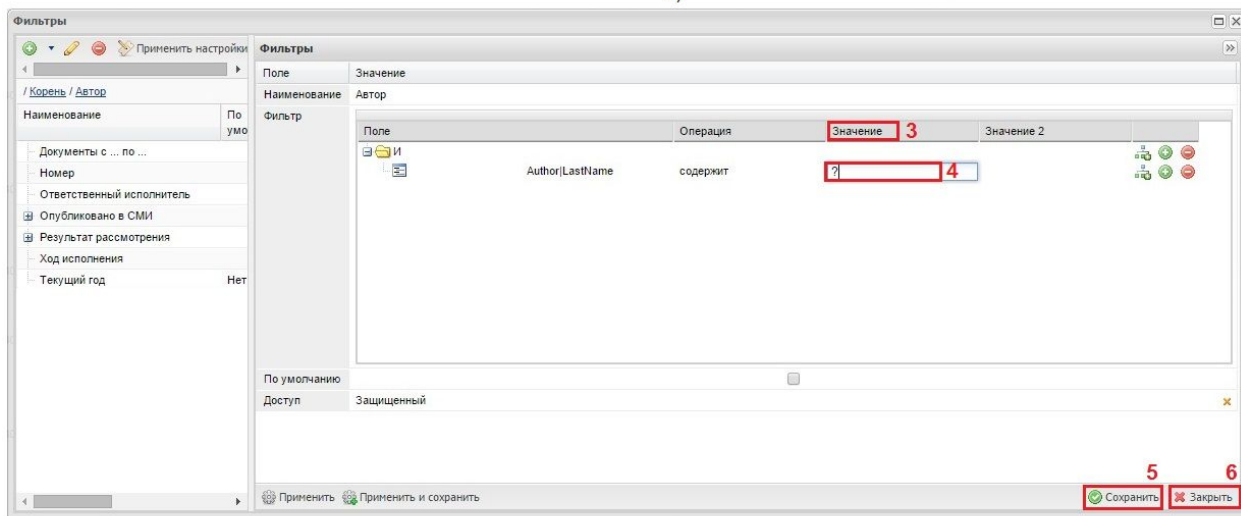 Фильтры
Применить настройки
Фильтры
Поле Значение
/ Корень / Автор
Наименование Автор
Наименование По умо
Фильтр
Поле Операция Значение 3 Значение 2
Документы с ... по ...
И
Номер
Author|LastName содержит ? 4
Ответственный исполнитель
Опубликовано в СМИ
Результат рассмотрения
Ход исполнения
Текущий год Нет
По умолчанию
Доступ Защищенный
5 6
Применить Применить и сохранить Сохранить Закрыть